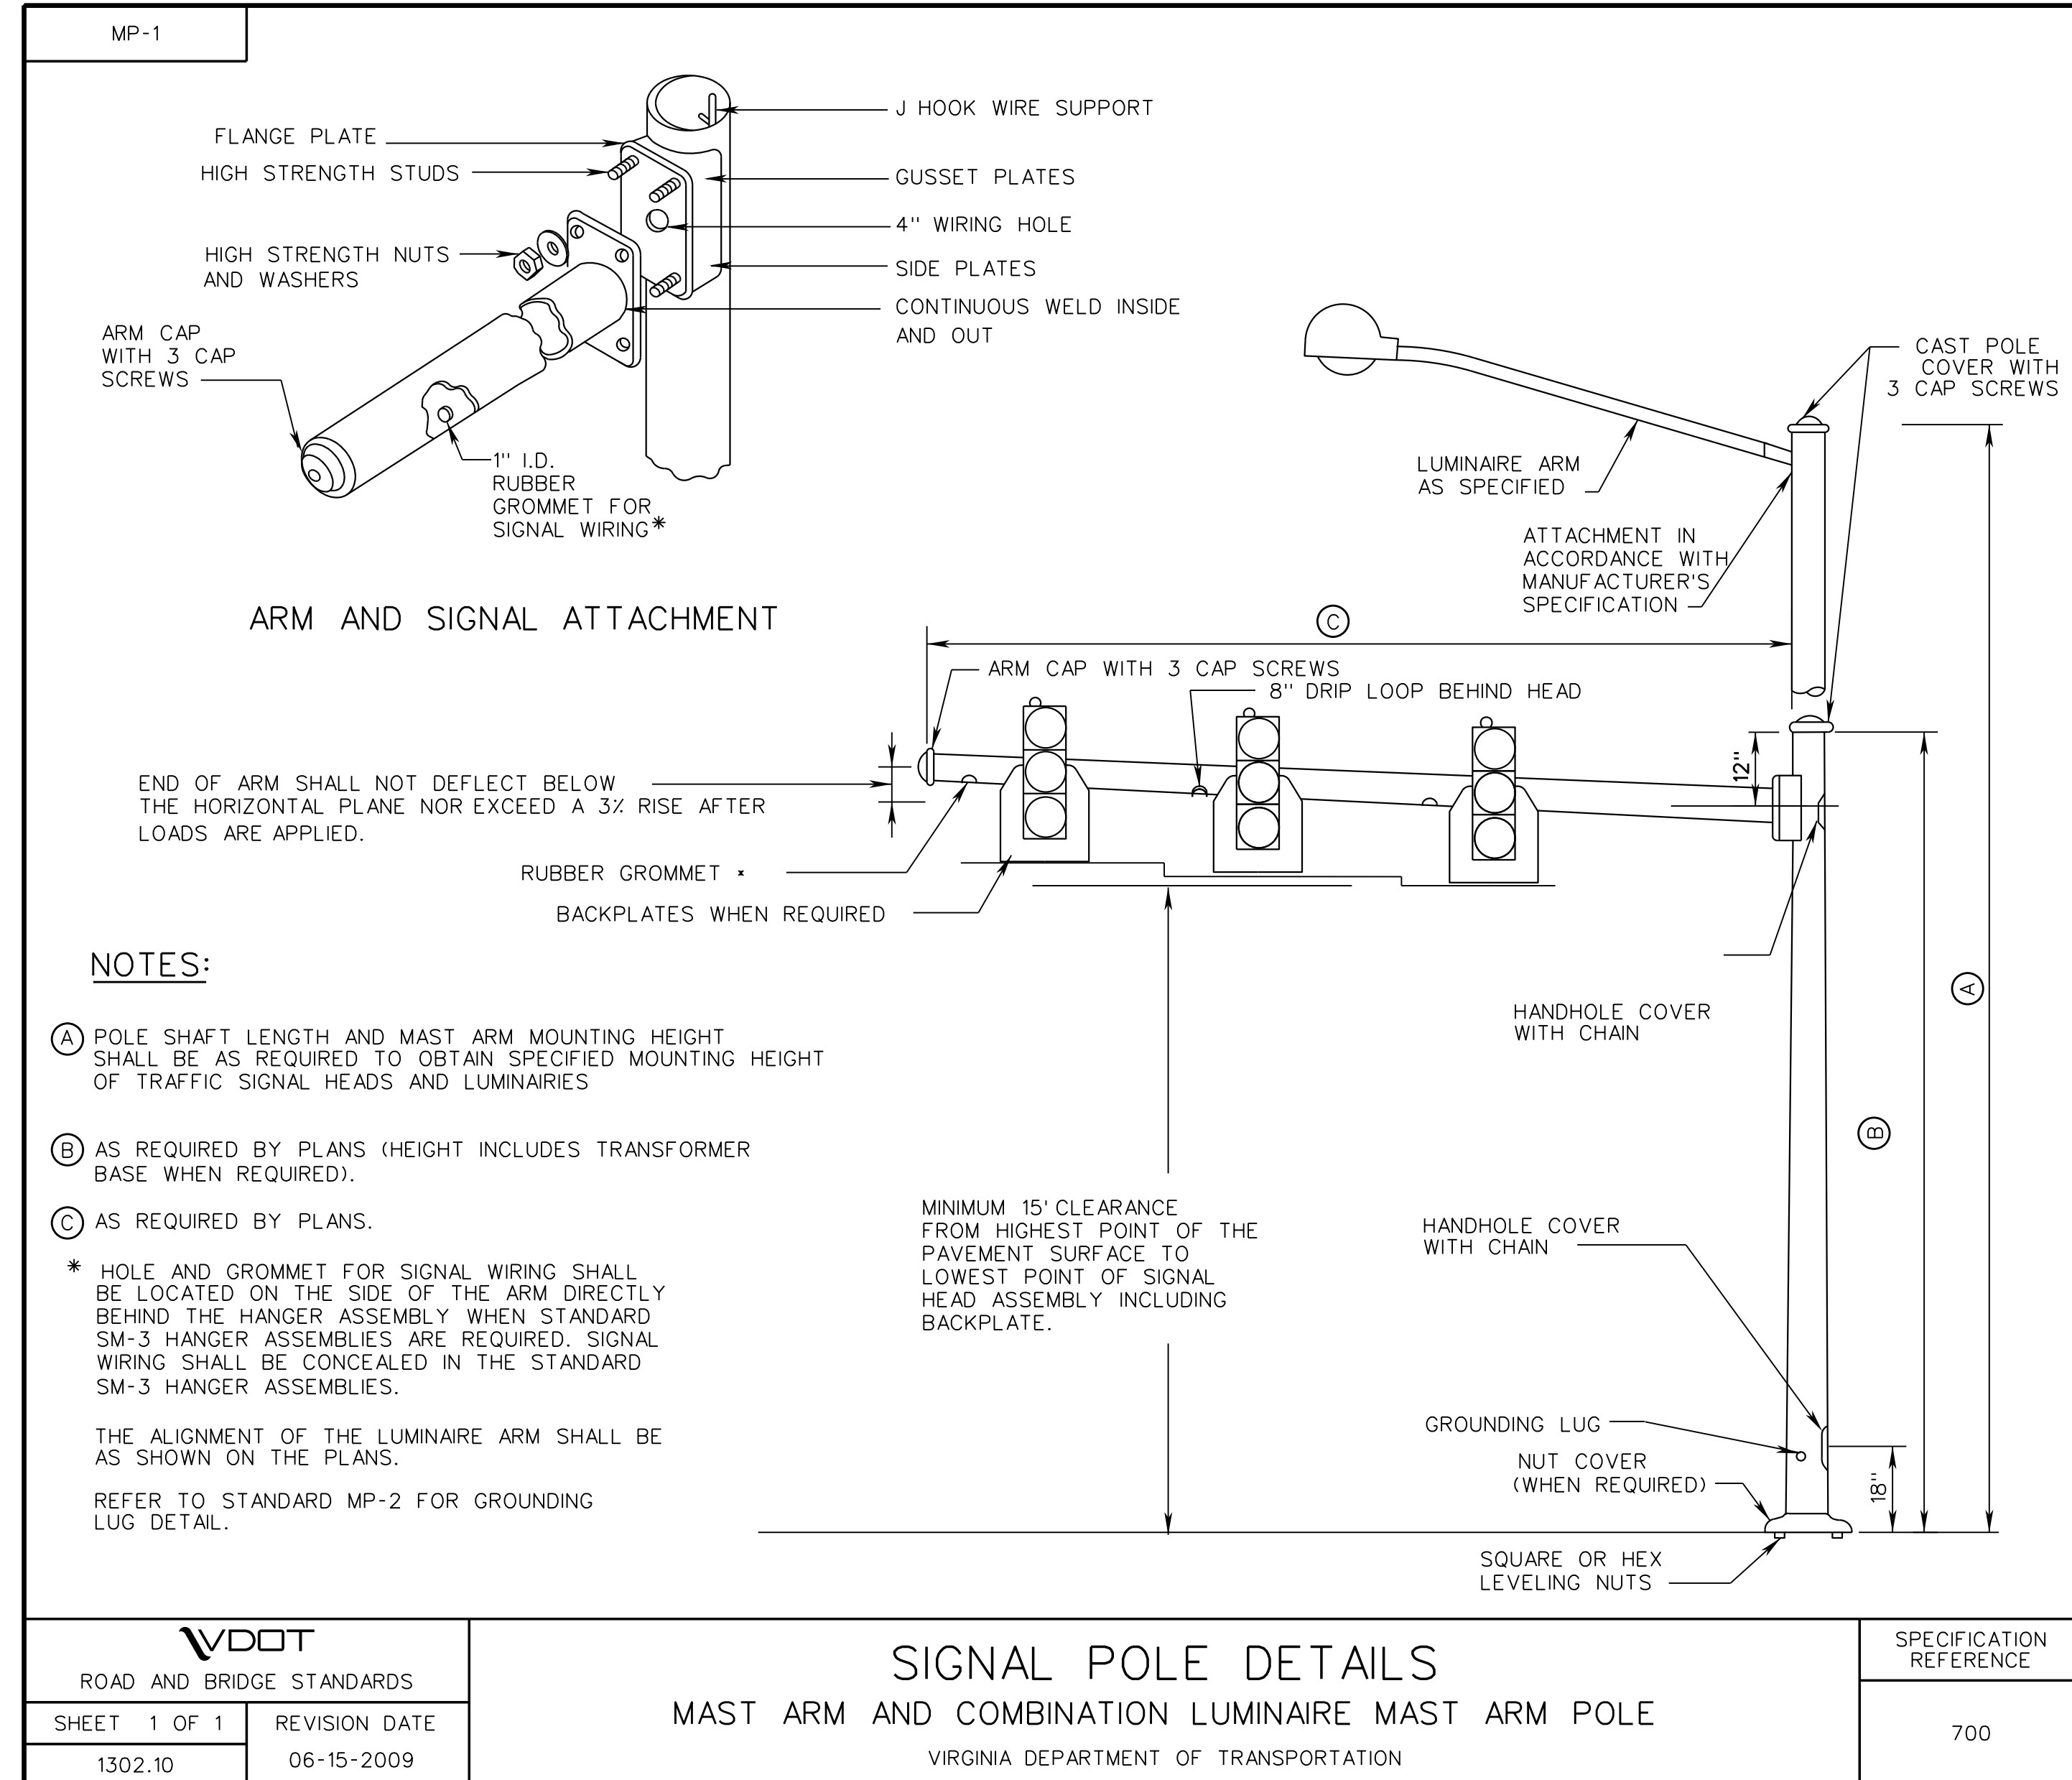 MP-1
FLANGE PLATE
HIGH STRENGTH STUDS
HIGH STRENGTH NUTS
AND WASHERS
ARM CAP
WITH 3 CAP
SCREWS
J HOOK WIRE SUPPORT
GUSSET PLATES
4" WIRING HOLE
SIDE PLATES
CONTINUOUS WELD INSIDE
AND OUT
1" I.D.
RUBBER
GROMMET FOR
SIGNAL WIRING*
ARM AND SIGNAL ATTACHMENT
CAST POLE
COVER WITH
3 CAP SCREWS
LUMINAIRE ARM
AS SPECIFIED
ATTACHMENT IN
ACCORDANCE WITH
MANUFACTURER'S
SPECIFICATION
C
ARM CAP WITH 3 CAP SCREWS
8" DRIP LOOP BEHIND HEAD
12"
END OF ARM SHALL NOT DEFLECT BELOW
THE HORIZONTAL PLANE NOR EXCEED A 3% RISE AFTER
LOADS ARE APPLIED.
RUBBER GROMMET *
BACKPLATES WHEN REQUIRED
HANDHOLE COVER
WITH CHAIN
A
B
MINIMUM 15' CLEARANCE
FROM HIGHEST POINT OF THE
PAVEMENT SURFACE TO
LOWEST POINT OF SIGNAL
HEAD ASSEMBLY INCLUDING
BACKPLATE.
HANDHOLE COVER
WITH CHAIN
GROUNDING LUG
NUT COVER
(WHEN REQUIRED)
18"
SQUARE OR HEX
LEVELING NUTS
NOTES:
A POLE SHAFT LENGTH AND MAST ARM MOUNTING HEIGHT
SHALL BE AS REQUIRED TO OBTAIN SPECIFIED MOUNTING HEIGHT
OF TRAFFIC SIGNAL HEADS AND LUMINAIRIES
B AS REQUIRED BY PLANS (HEIGHT INCLUDES TRANSFORMER
BASE WHEN REQUIRED).
C AS REQUIRED BY PLANS.
* HOLE AND GROMMET FOR SIGNAL WIRING SHALL
BE LOCATED ON THE SIDE OF THE ARM DIRECTLY
BEHIND THE HANGER ASSEMBLY WHEN STANDARD
SM-3 HANGER ASSEMBLIES ARE REQUIRED. SIGNAL
WIRING SHALL BE CONCEALED IN THE STANDARD
SM-3 HANGER ASSEMBLIES.
THE ALIGNMENT OF THE LUMINAIRE ARM SHALL BE
AS SHOWN ON THE PLANS.
REFER TO STANDARD MP-2 FOR GROUNDING
LUG DETAIL.
VDOT
ROAD AND BRIDGE STANDARDS
SHEET 1 OF 1
REVISION DATE
1302.10
06-15-2009
SIGNAL POLE DETAILS
MAST ARM AND COMBINATION LUMINAIRE MAST ARM POLE
VIRGINIA DEPARTMENT OF TRANSPORTATION
SPECIFICATION
REFERENCE
700